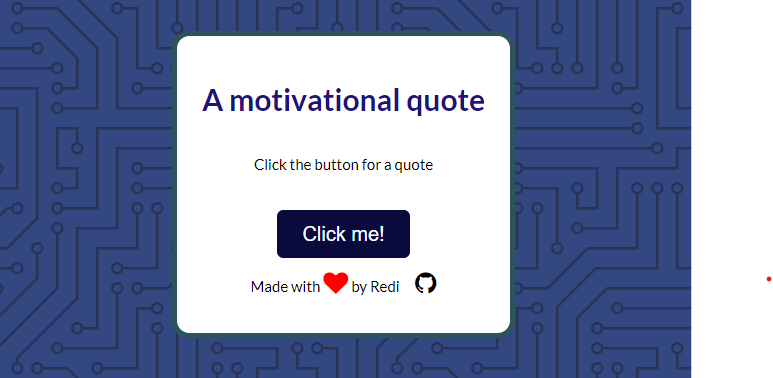 A motivational quote
Click the button for a quote
Click me!
Made with by Redi